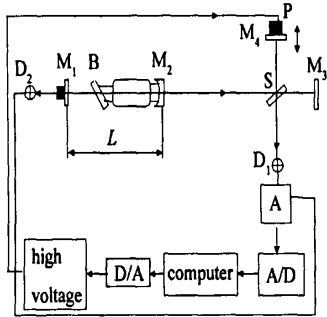 P
M4
D2
M1
B
M2
S
M3
L
D1
A
high voltage
D/A
computer
A/D